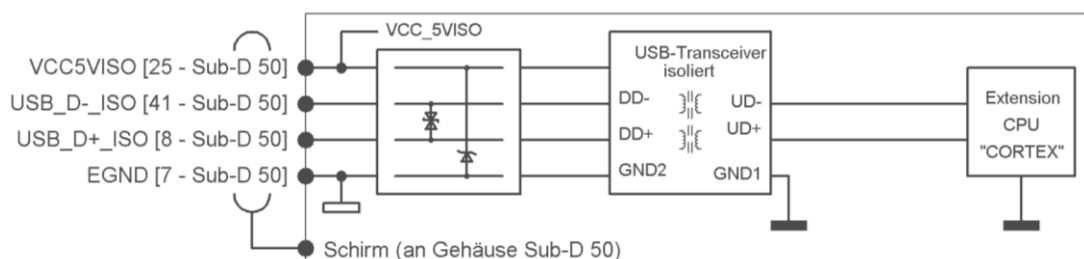 VCC_5VISO
VCC5VISO [25 - Sub-D 50]
USB_D-_ISO [41 - Sub-D 50]
USB_D+_ISO [8 - Sub-D 50]
EGND [7 - Sub-D 50]
Schirm (an Gehäuse Sub-D 50)
USB-Transceiver
isoliert
DD-
UD-
DD+
UD+
GND2
GND1
Extension
CPU
"CORTEX"